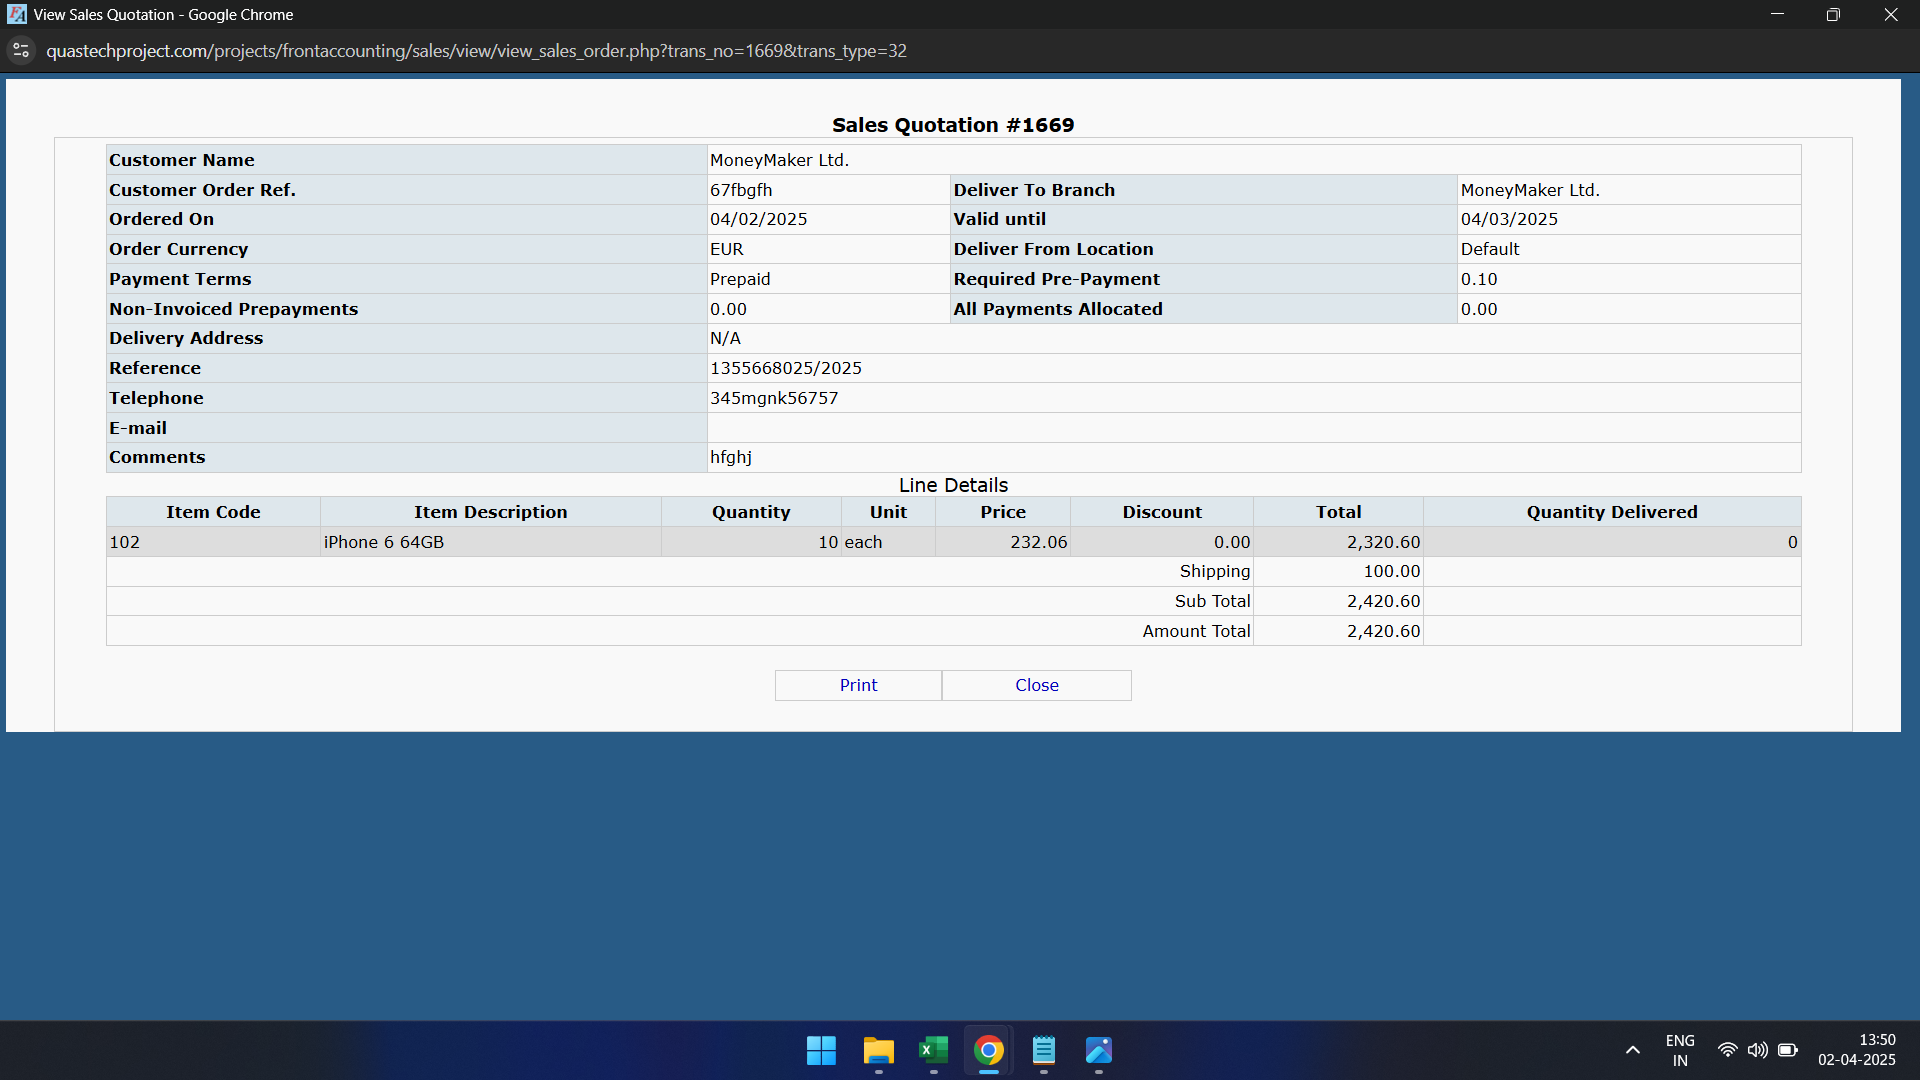 View Sales Quotation - Google Chrome
quastechproject.com/projects/frontaccounting/sales/view/view_sales_order.php?trans_no=1669&trans_type=32
Sales Quotation #1669
Customer Name MoneyMaker Ltd.
Customer Order Ref. 67fbgfh Deliver To Branch MoneyMaker Ltd.
Ordered On 04/02/2025 Valid until 04/03/2025
Order Currency EUR Deliver From Location Default
Payment Terms Prepaid Required Pre-Payment 0.10
Non-Invoiced Prepayments 0.00 All Payments Allocated 0.00
Delivery Address N/A
Reference 1355668025/2025
Telephone 345mgnk56757
E-mail
Comments hfghj
Line Details
Item Code Item Description Quantity Unit Price Discount Total Quantity Delivered
102 iPhone 6 64GB 10 each 232.06 0.00 2,320.60 0
Shipping 100.00
Sub Total 2,420.60
Amount Total 2,420.60
Print Close
ENG 13:50
IN 02-04-2025